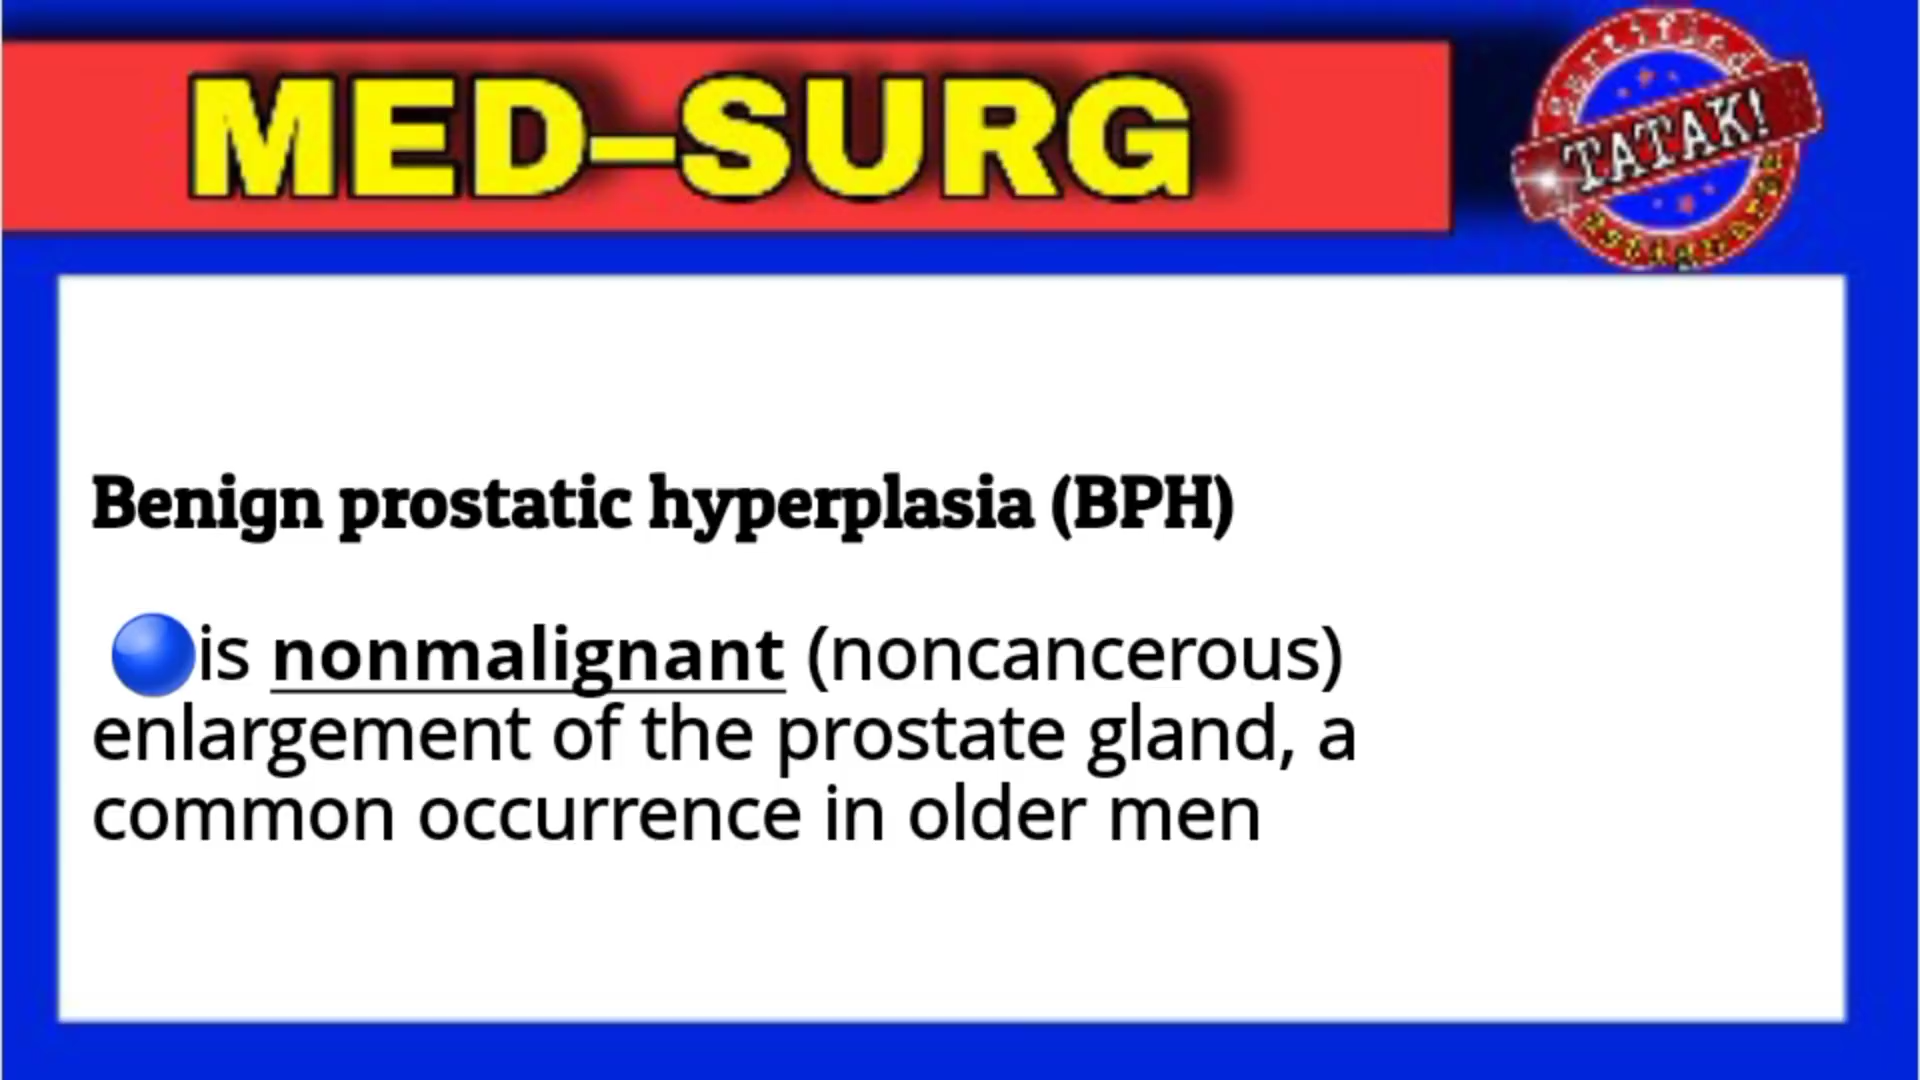 MED–SURG
certified
TATAK!
Benign prostatic hyperplasia (BPH)
is nonmalignant (noncancerous)
enlargement of the prostate gland, a
common occurrence in older men